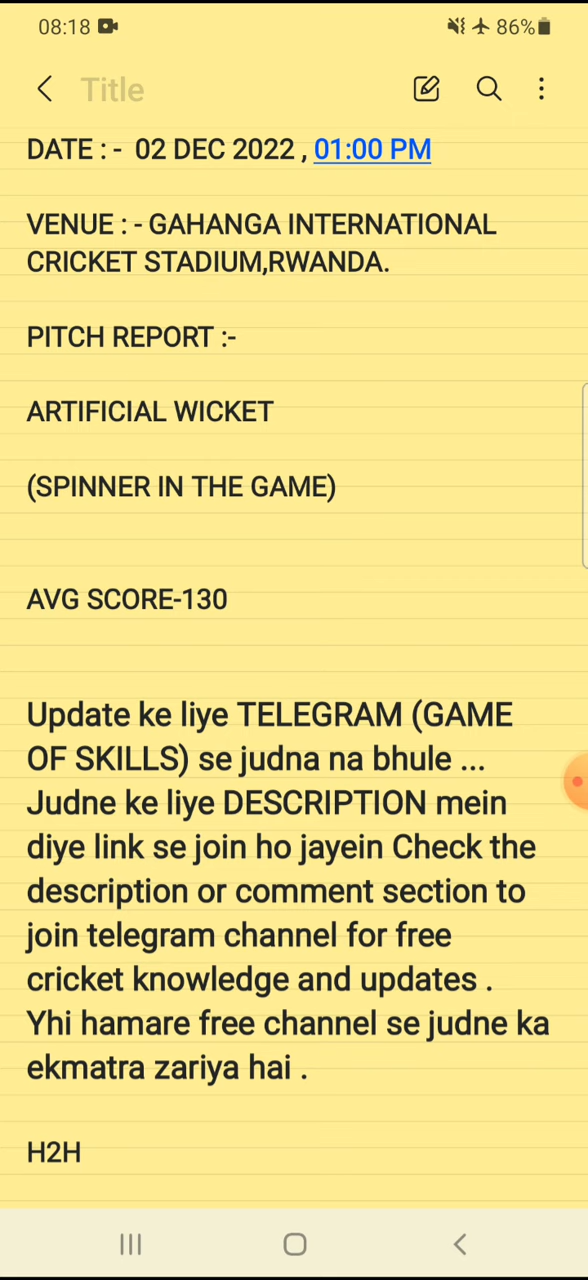 08:18
86%
Title
DATE : - 02 DEC 2022 , 01:00 PM
VENUE : - GAHANGA INTERNATIONAL
CRICKET STADIUM,RWANDA.
PITCH REPORT :-
ARTIFICIAL WICKET
(SPINNER IN THE GAME)
AVG SCORE-130
Update ke liye TELEGRAM (GAME
OF SKILLS) se judna na bhule ...
Judne ke liye DESCRIPTION mein
diye link se join ho jayein Check the
description or comment section to
join telegram channel for free
cricket knowledge and updates .
Yhi hamare free channel se judne ka
ekmatra zariya hai .
H2H